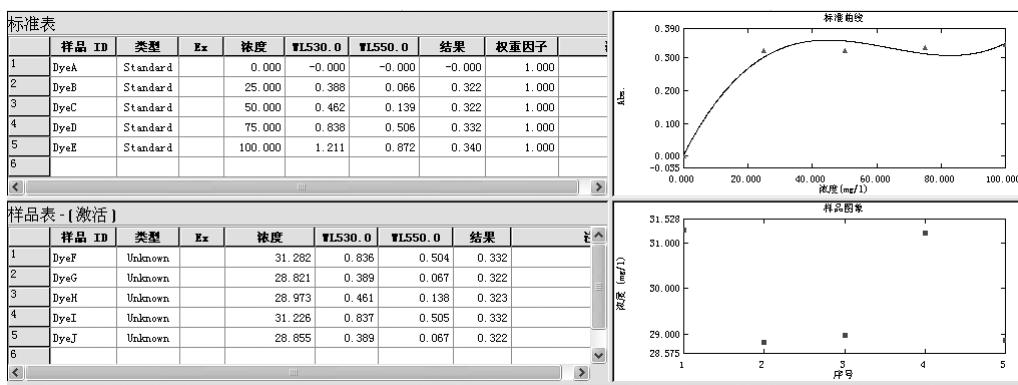 标准表
样品 ID 类型 Ex 浓度 WL530.0 WL550.0 结果 权重因子
1 DyeA Standard 0.000 -0.000 -0.000 -0.000 1.000
2 DyeB Standard 25.000 0.388 0.066 0.322 1.000
3 DyeC Standard 50.000 0.462 0.139 0.322 1.000
4 DyeD Standard 75.000 0.838 0.506 0.332 1.000
5 DyeE Standard 100.000 1.211 0.872 0.340 1.000
6
标准曲线
0.390
0.300
0.200
0.100
0.000
-0.035
Abs.
0.000 20.000 40.000 60.000 80.000 100.000
浓度(mg/l)
样品表 - [激活]
样品 ID 类型 Ex 浓度 WL530.0 WL550.0 结果
1 DyeF Unknown 31.282 0.836 0.504 0.332
2 DyeG Unknown 28.821 0.389 0.067 0.322
3 DyeH Unknown 28.973 0.461 0.138 0.323
4 DyeI Unknown 31.226 0.837 0.505 0.332
5 DyeJ Unknown 28.855 0.389 0.067 0.322
6
样品图象
31.528
31.000
30.000
29.000
28.575
浓度 (mg/l)
1 2 3 4 5
序号